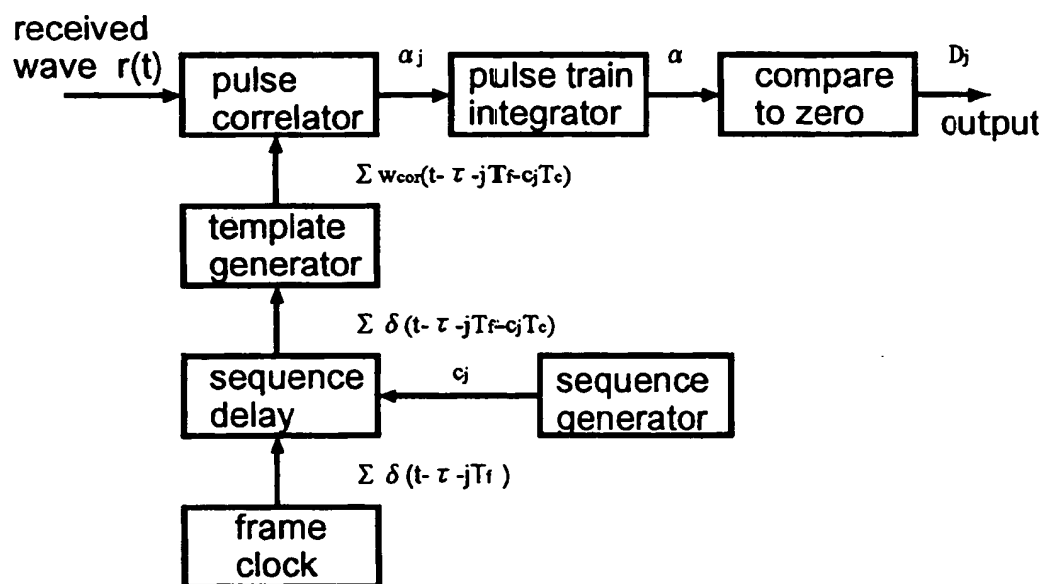 received
wave r(t)
pulse
correlator
αj
pulse train
integrator
α
compare
to zero
Dj
output
Σ wcor(t- τ -jTf-cjTc)
template
generator
Σ δ (t- τ -jTf-cjTc)
sequence
delay
cj
sequence
generator
Σ δ (t- τ -jTf )
frame
clock